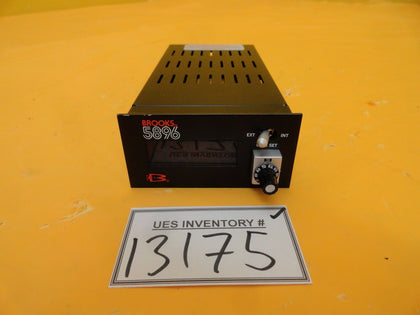 BROOKS
5896
EXT
INT
SET
UES INVENTORY #
13175